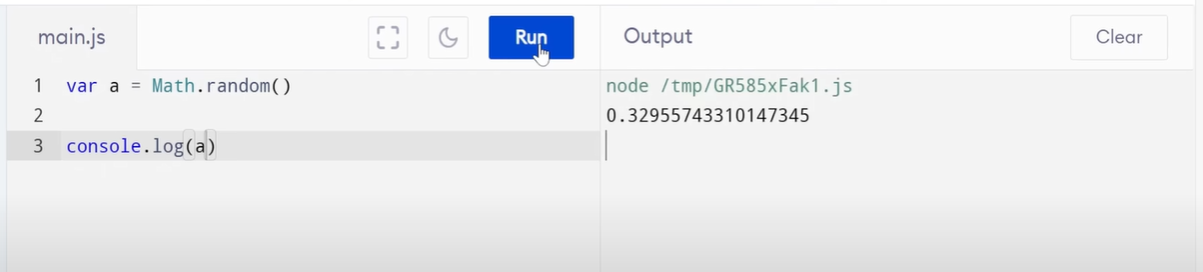 main.js
Run
Output
Clear
1 var a = Math.random()
2
3 console.log(a)
node /tmp/GR585xFak1.js
0.32955743310147345